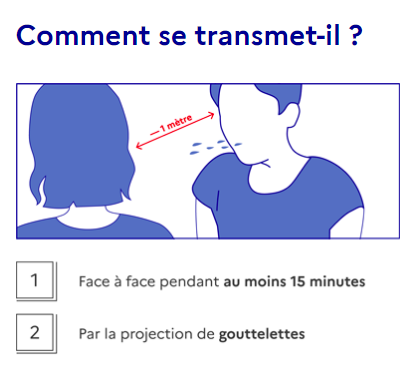 Comment se transmet-il ?
— 1 mètre
1
Face à face pendant au moins 15 minutes
2
Par la projection de gouttelettes